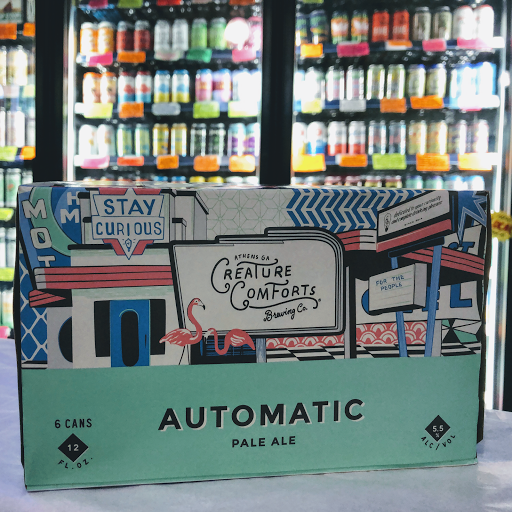 STAY
CURIOUS
MOT
HM
ATHENS GA
CREATURE
COMFORTS
Brewing Co.
FOR THE
PEOPLE
6 CANS
12
FL. OZ.
AUTOMATIC
PALE ALE
5.5
%
ALC / VOL